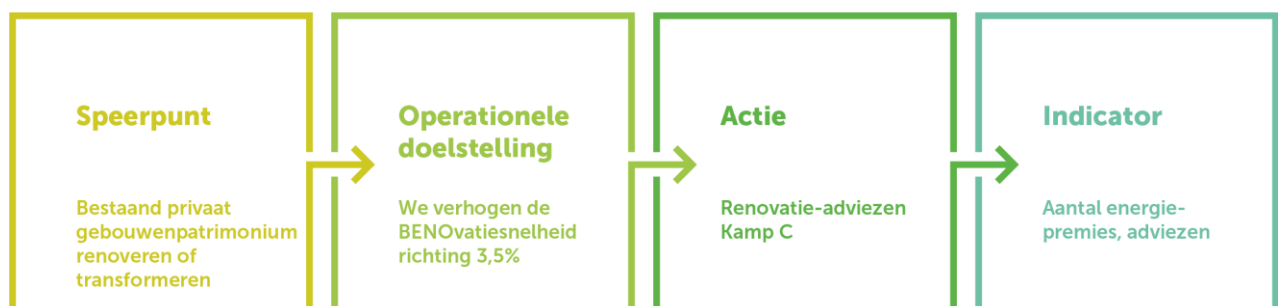 Speerpunt
Bestaand privaat
gebouwenpatrimonium
renoveren of
transformeren
Operationele
doelstelling
We verhogen de
BENOvatiesnelheid
richting 3,5%
Actie
Renovatie-adviezen
Kamp C
Indicator
Aantal energie-
premies, adviezen